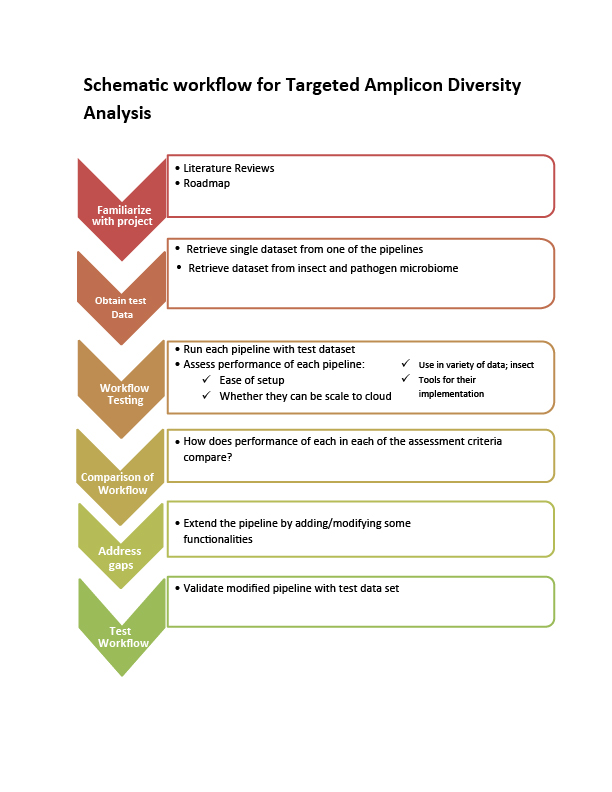 Schematic workflow for Targeted Amplicon Diversity
Analysis
Familiarize
with project
• Literature Reviews
• Roadmap
Obtain test
Data
• Retrieve single dataset from one of the pipelines
• Retrieve dataset from insect and pathogen microbiome
Workflow
Testing
• Run each pipeline with test dataset
• Assess performance of each pipeline:
✓ Ease of setup
✓ Whether they can be scale to cloud
✓ Use in variety of data; insect
✓ Tools for their
implementation
Comparison of
Workflow
• How does performance of each in each of the assessment criteria
compare?
Address
gaps
• Extend the pipeline by adding/modifying some
functionalities
Test
Workflow
• Validate modified pipeline with test data set